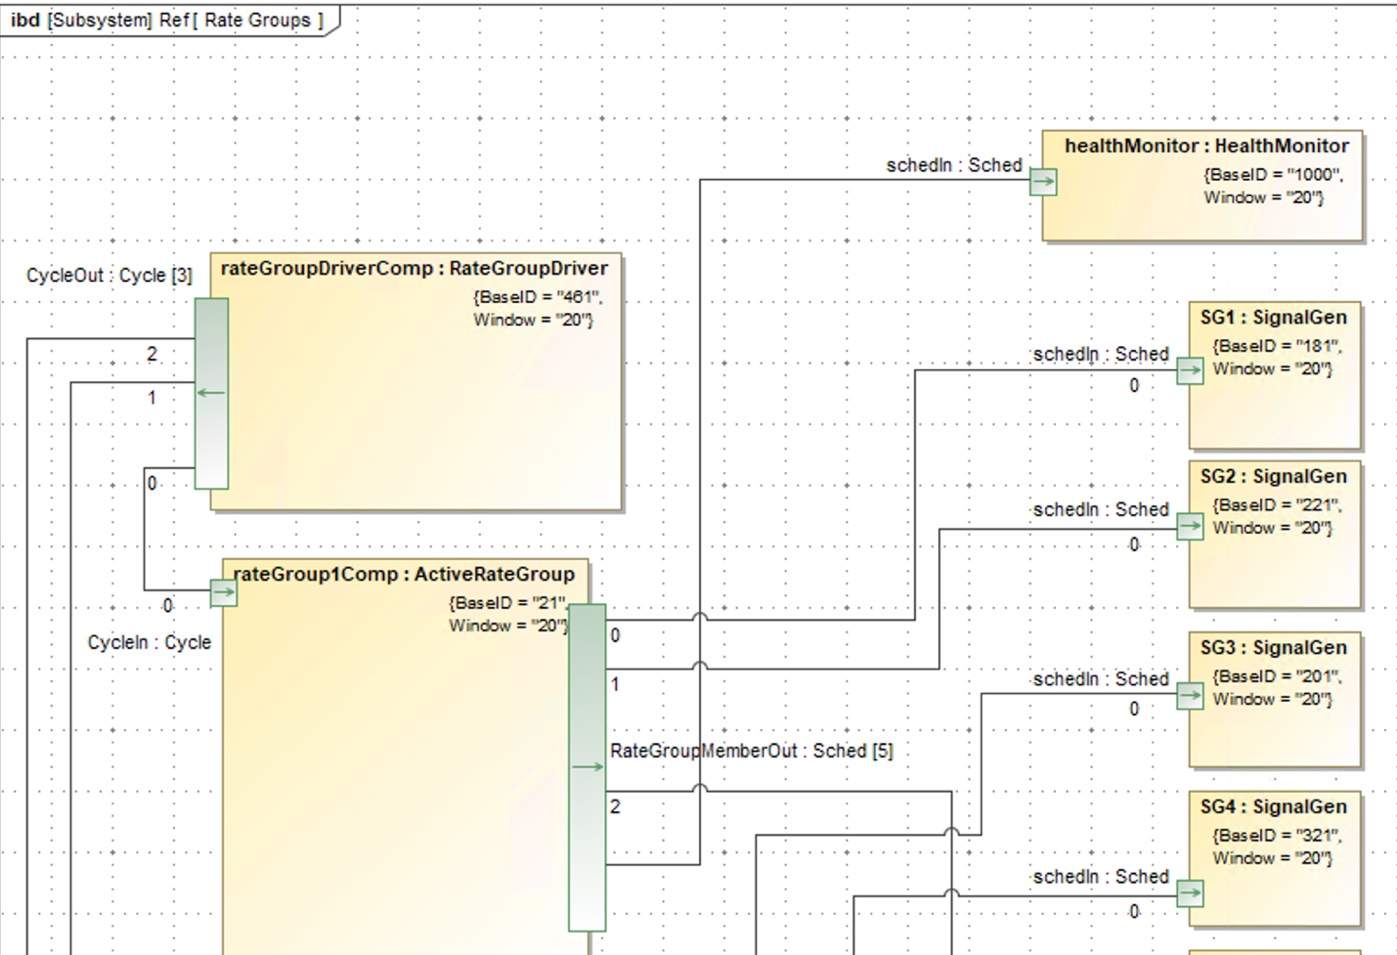 ibd [Subsystem] Ref [ Rate Groups ]
healthMonitor : HealthMonitor
{BaseID = "1000",
Window = "20"}
schedIn : Sched
CycleOut : Cycle [3]
rateGroupDriverComp : RateGroupDriver
{BaseID = "461",
Window = "20"}
2
1
0
SG1 : SignalGen
{BaseID = "181",
Window = "20"}
schedIn : Sched
0
SG2 : SignalGen
{BaseID = "221",
Window = "20"}
schedIn : Sched
0
rateGroup1Comp : ActiveRateGroup
{BaseID = "21",
Window = "20"}
0
CycleIn : Cycle
0
1
RateGroupMemberOut : Sched [5]
2
SG3 : SignalGen
{BaseID = "201",
Window = "20"}
schedIn : Sched
0
SG4 : SignalGen
{BaseID = "321",
Window = "20"}
schedIn : Sched
0